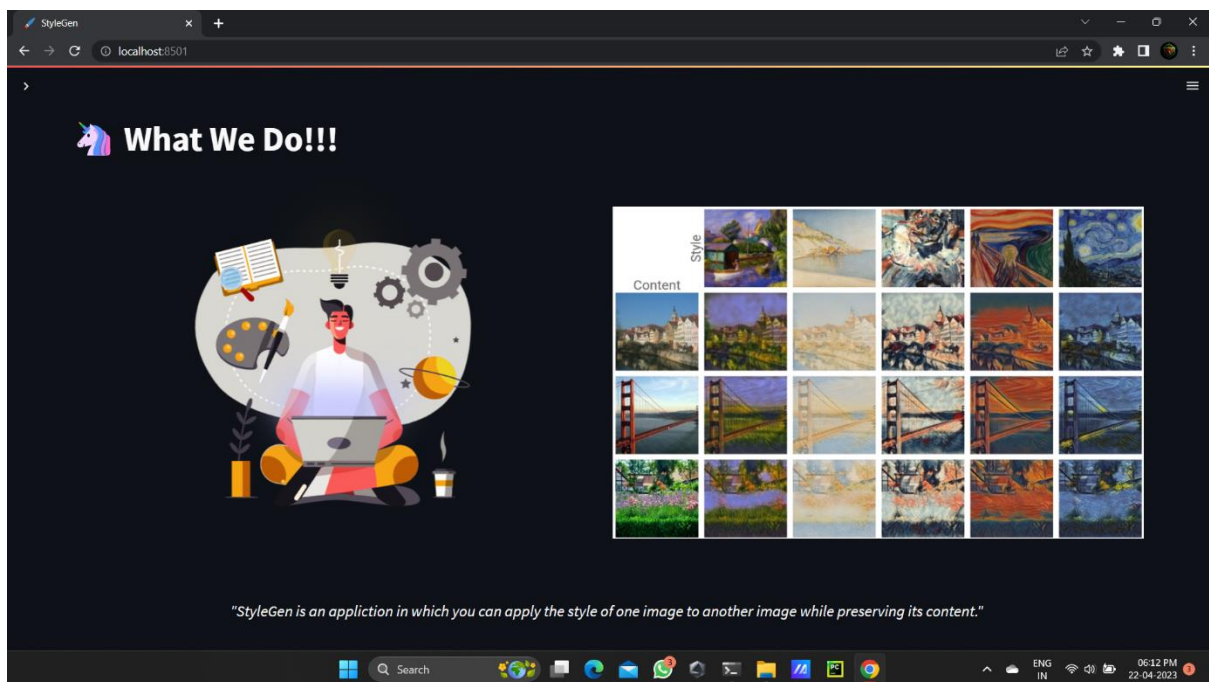 StyleGen
localhost:8501
🦄 What We Do!!!
Style
Content
"StyleGen is an appliction in which you can apply the style of one image to another image while preserving its content."
Search
ENG
IN
06:12 PM
22-04-2023
3